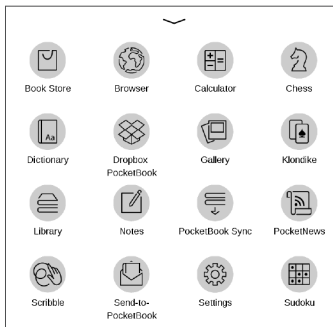 Book Store Browser Calculator Chess
Aa
Dictionary Dropbox PocketBook Gallery Klondike
Library Notes PocketBook Sync PocketNews
Scribble Send-to-PocketBook Settings Sudoku